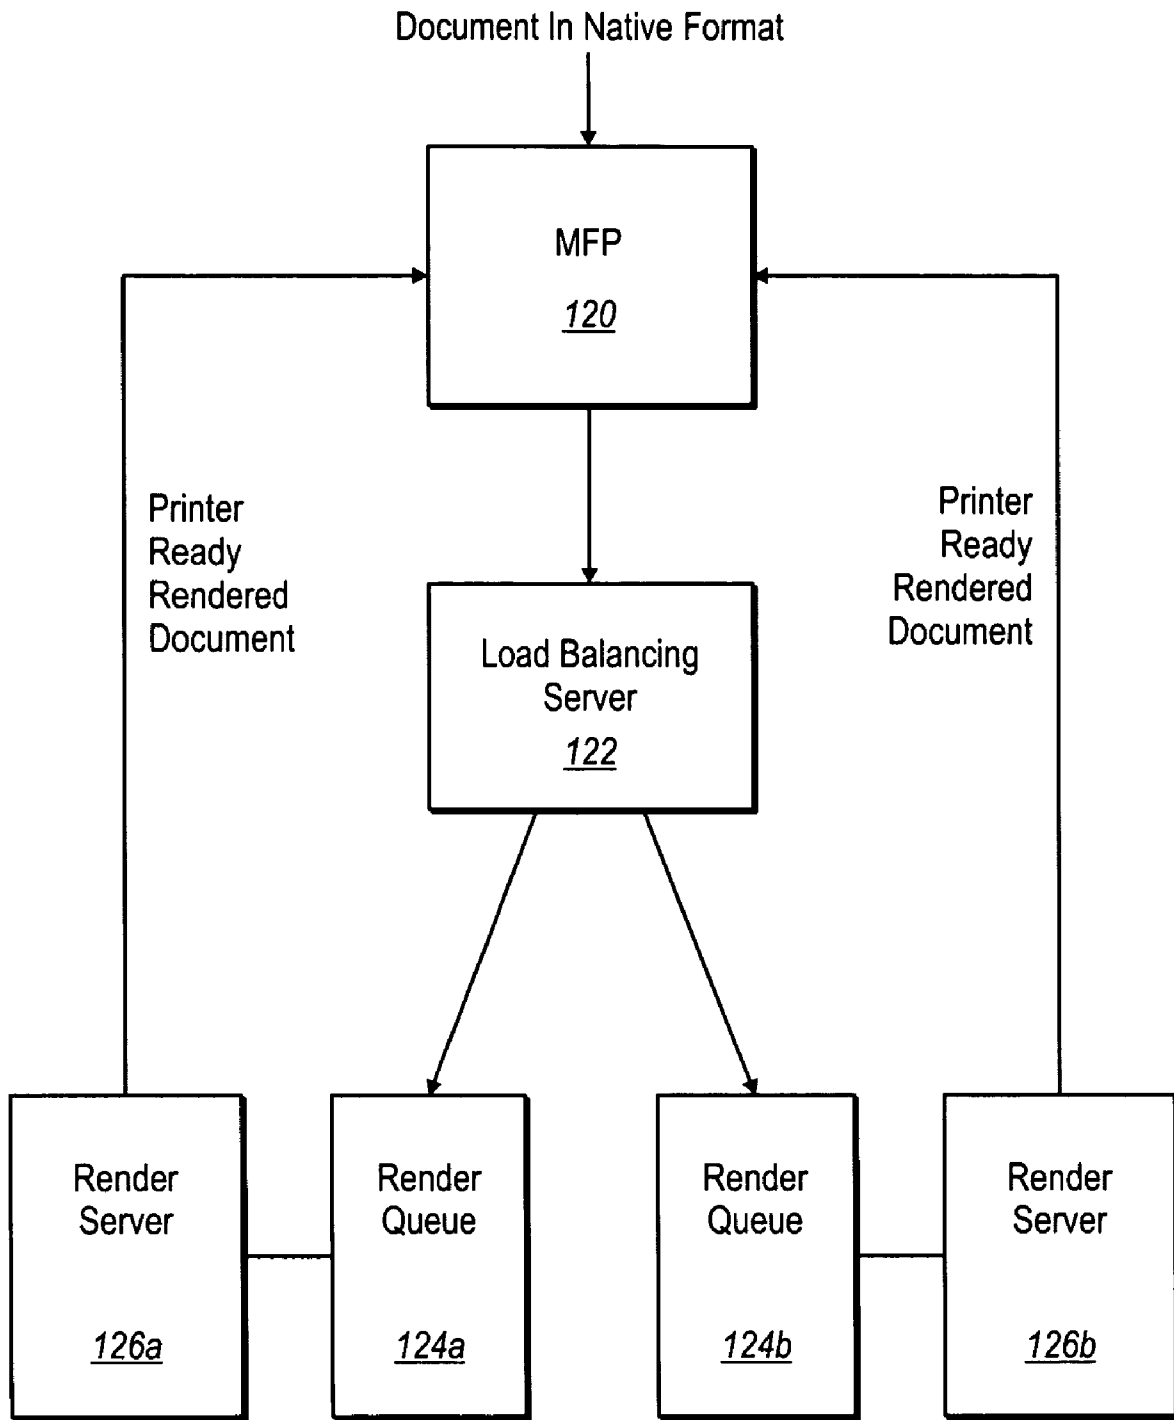 Document In Native Format
MFP
120
Printer
Ready
Rendered
Document
Printer
Ready
Rendered
Document
Load Balancing
Server
122
Render
Server
126a
Render
Queue
124a
Render
Queue
124b
Render
Server
126b